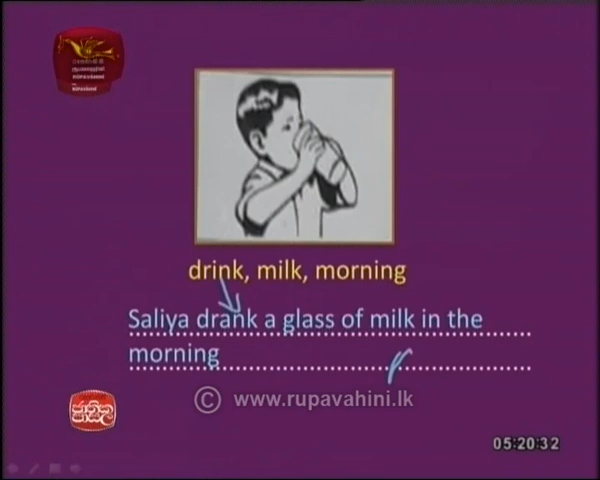 drink, milk, morning
Saliya drank a glass of milk in the
morning
© www.rupavahini.lk
05:20:32